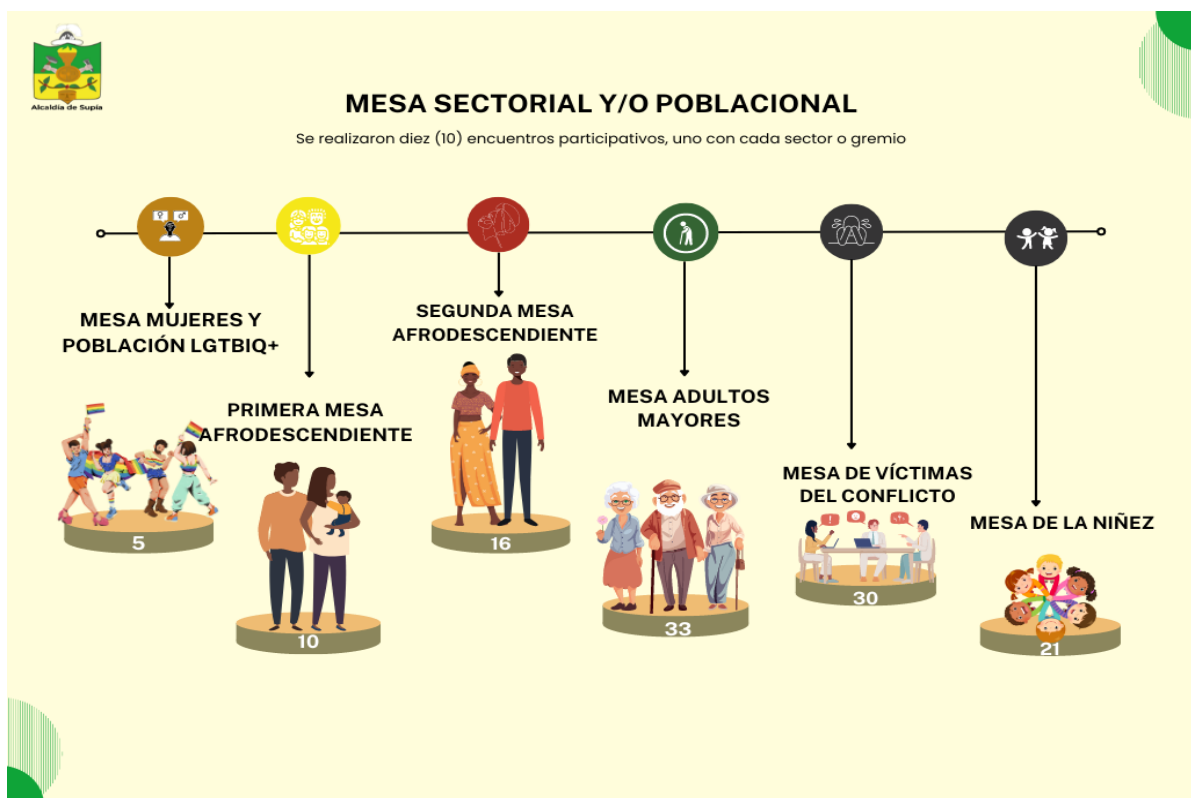 Alcaldía de Supía
MESA SECTORIAL Y/O POBLACIONAL
Se realizaron diez (10) encuentros participativos, uno con cada sector o gremio
MESA MUJERES Y
POBLACIÓN LGTBIQ+
5
PRIMERA MESA
AFRODESCENDIENTE
10
SEGUNDA MESA
AFRODESCENDIENTE
16
MESA ADULTOS
MAYORES
33
MESA DE VÍCTIMAS
DEL CONFLICTO
30
MESA DE LA NIÑEZ
21